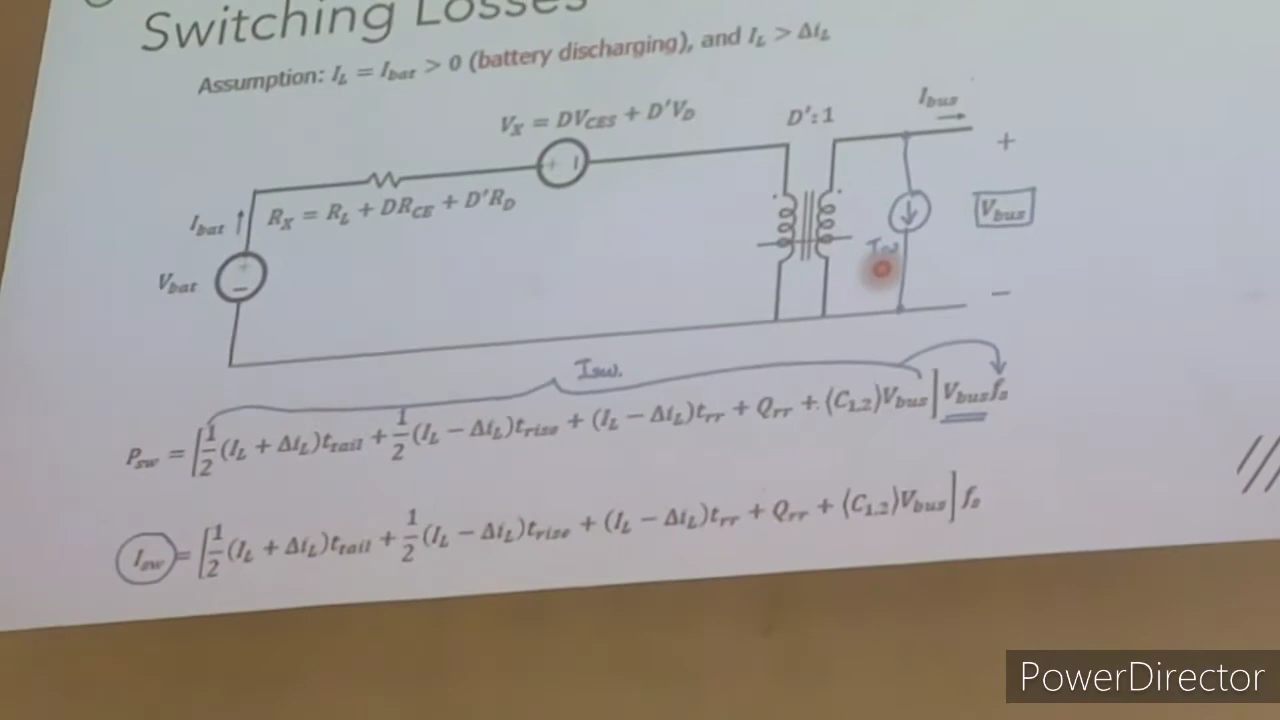 Switching Losses
Assumption: I_L = I_bat > 0 (battery discharging), and I_L > Δi_L
V_X = DV_CES + D'V_D
D':1
I_bus
+
I_bat
R_X = R_L + DR_CE + D'R_D
V_bus
V_bat
I_sw
−
I_sw.
P_sw = [1/2 (I_L + Δi_L)t_tail + 1/2 (I_L − Δi_L)t_rise + (I_L − Δi_L)t_rr + Q_rr + ⟨C_1,2⟩V_bus] V_bus f_s
I_sw = [1/2 (I_L + Δi_L)t_tail + 1/2 (I_L − Δi_L)t_rise + (I_L − Δi_L)t_rr + Q_rr + ⟨C_1,2⟩V_bus] f_s
PowerDirector